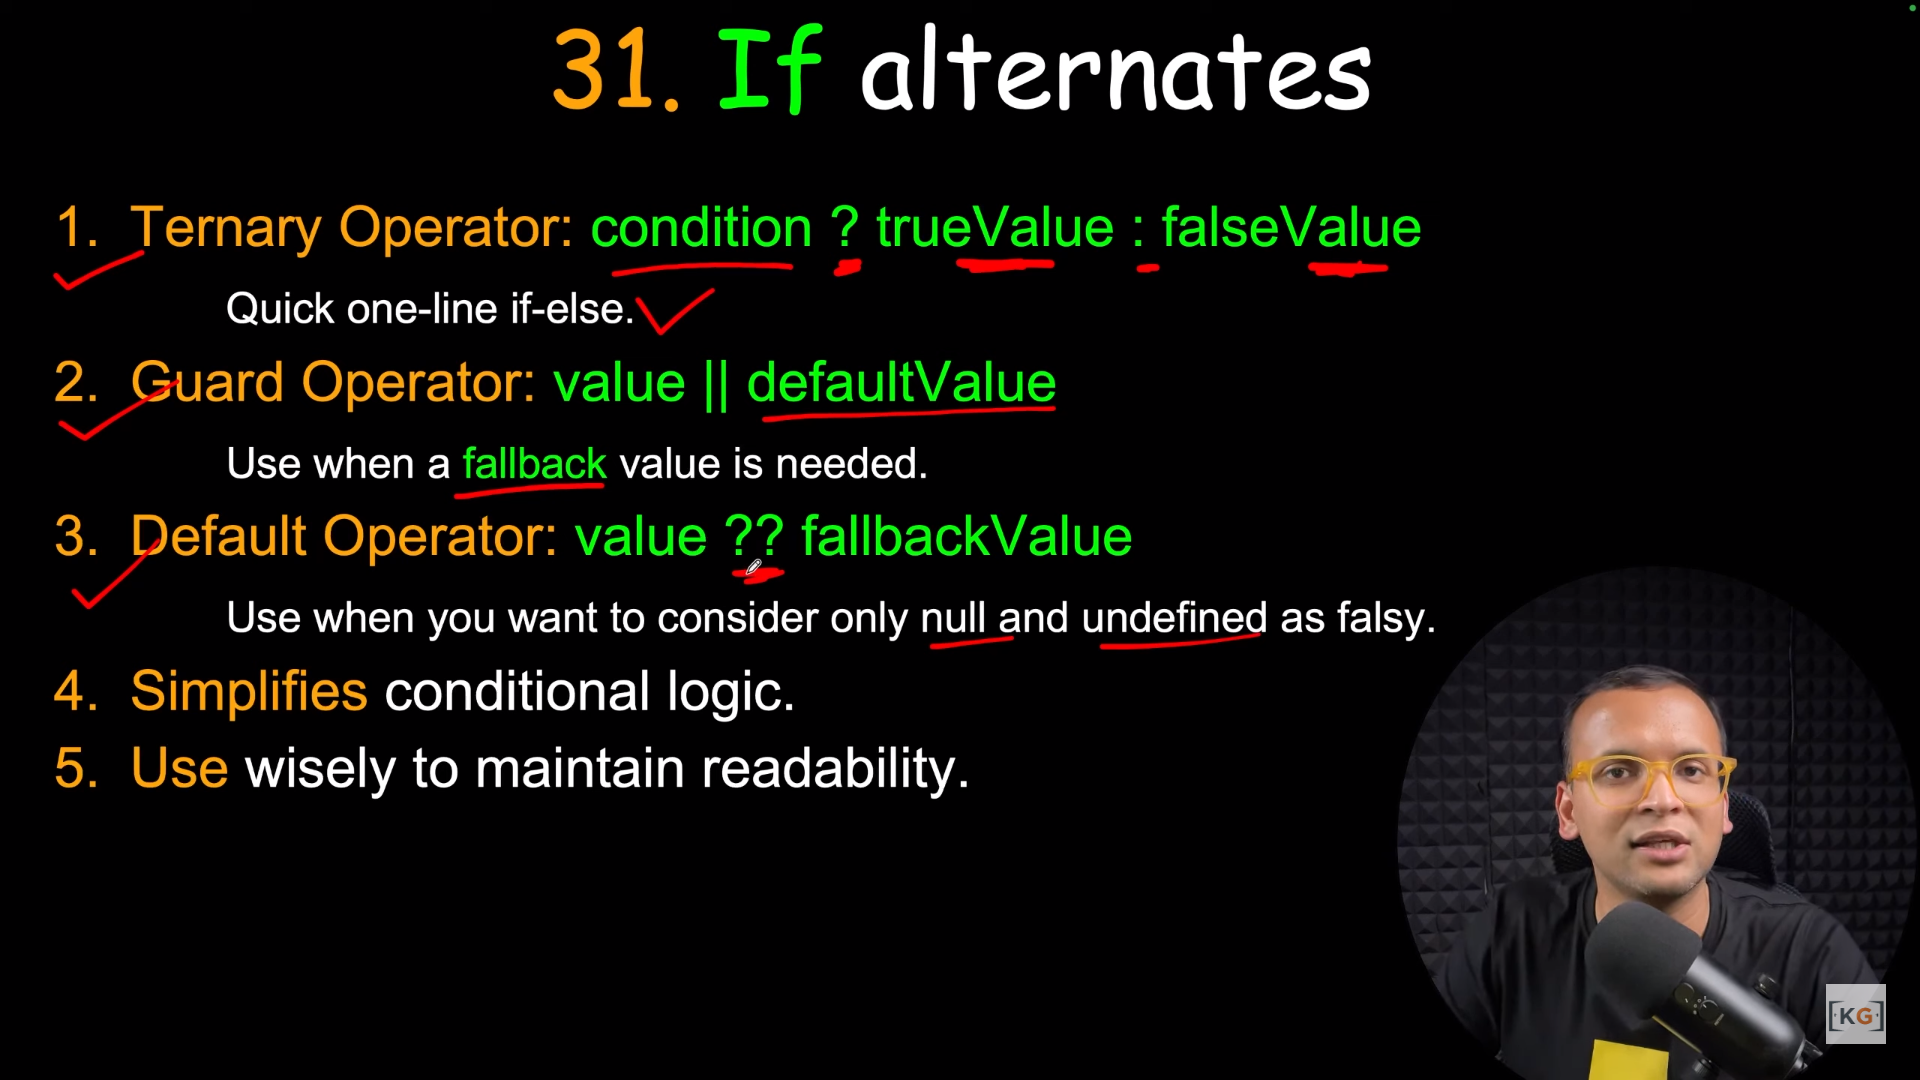 31. If alternates
1. Ternary Operator: condition ? trueValue : falseValue
Quick one-line if-else.
2. Guard Operator: value || defaultValue
Use when a fallback value is needed.
3. Default Operator: value ?? fallbackValue
Use when you want to consider only null and undefined as falsy.
4. Simplifies conditional logic.
5. Use wisely to maintain readability.
[KG]